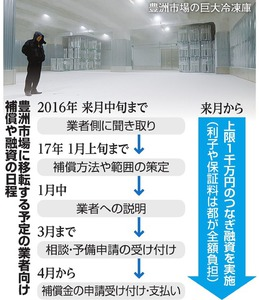 豊洲市場の巨大冷凍庫
豊洲市場に移転する予定の業者向け
補償や融資の日程
2016年 来月中旬まで
業者側に聞き取り
17年 1月上旬まで
補償方法や範囲の策定
1月中
業者への説明
3月まで
相談・予備申請の受け付け
4月から
補償金の申請受け付け・支払い
来月から
上限1千万円のつなぎ融資を実施
(利子や保証料は都が全額負担)